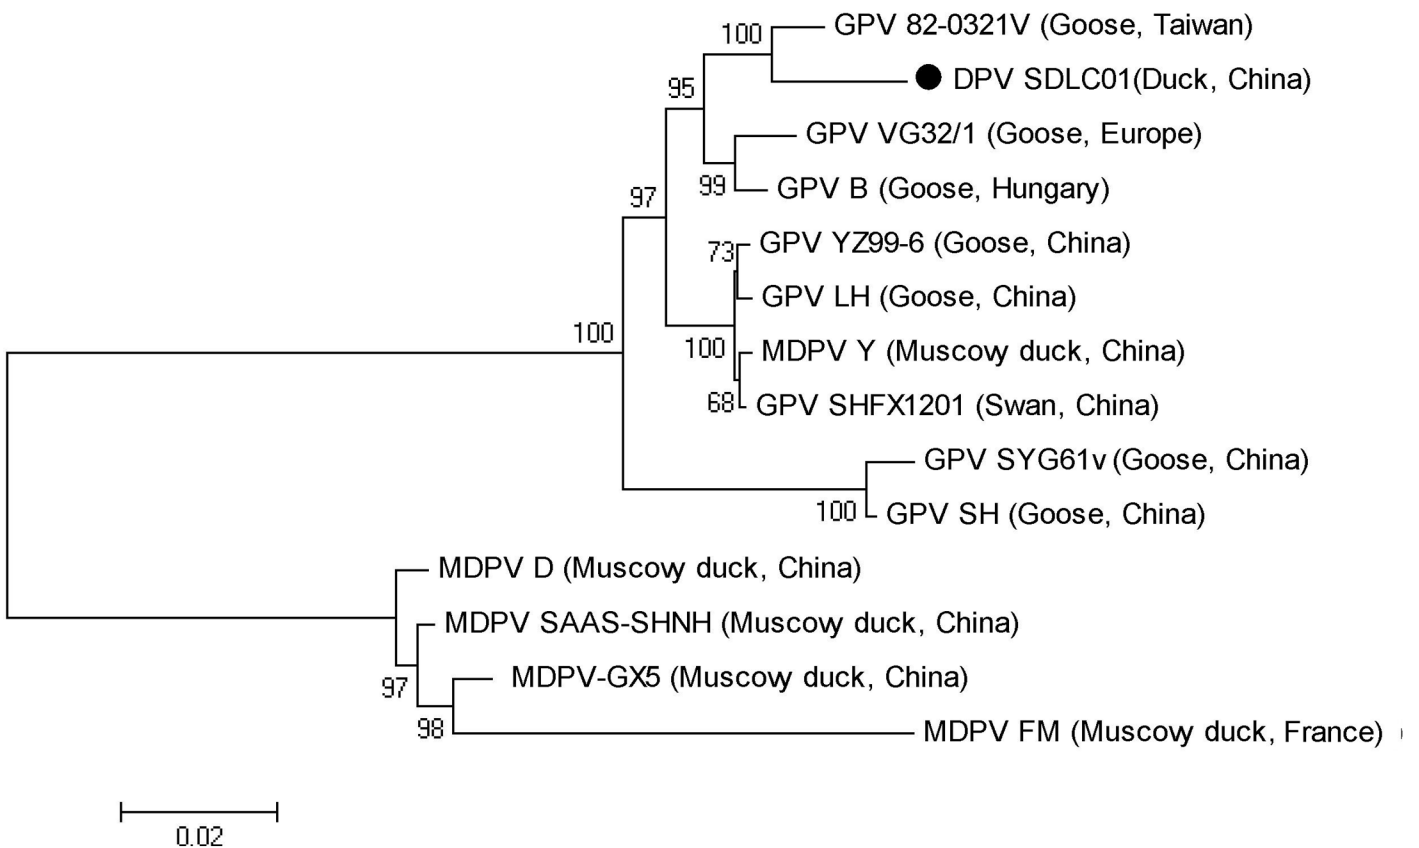 100 GPV 82-0321V (Goose, Taiwan)
DPV SDLC01(Duck, China)
95
GPV VG32/1 (Goose, Europe)
99 GPV B (Goose, Hungary)
97
73 GPV YZ99-6 (Goose, China)
GPV LH (Goose, China)
100
100 MDPV Y (Muscovy duck, China)
68 GPV SHFX1201 (Swan, China)
GPV SYG61v (Goose, China)
100 GPV SH (Goose, China)
MDPV D (Muscovy duck, China)
MDPV SAAS-SHNH (Muscovy duck, China)
97 MDPV-GX5 (Muscovy duck, China)
98 MDPV FM (Muscovy duck, France)
0.02